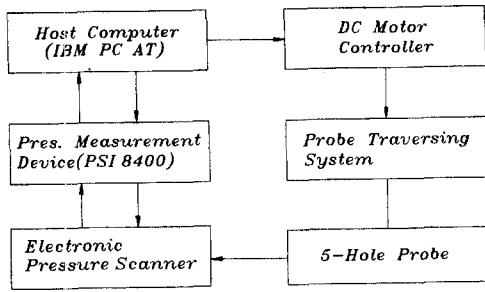 Host Computer
(IBM PC AT)
DC Motor
Controller
Pres. Measurement
Device(PSI 8400)
Probe Traversing
System
Electronic
Pressure Scanner
5-Hole Probe